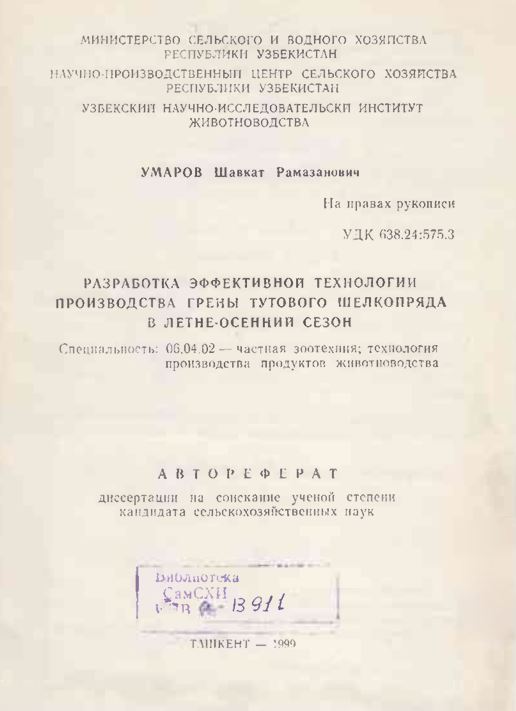 МИНИСТЕРСТВО СЕЛЬСКОГО И ВОДНОГО ХОЗЯЙСТВА
РЕСПУБЛИКИ УЗБЕКИСТАН
НАУЧНО-ПРОИЗВОДСТВЕННЫЙ ЦЕНТР СЕЛЬСКОГО ХОЗЯЙСТВА
РЕСПУБЛИКИ УЗБЕКИСТАН
УЗБЕКСКИЙ НАУЧНО-ИССЛЕДОВАТЕЛЬСКИ ИНСТИТУТ
ЖИВОТНОВОДСТВА
УМАРОВ Шавкат Рамазанович
На правах рукописи
УДК 638.24:575.3
РАЗРАБОТКА ЭФФЕКТИВНОЙ ТЕХНОЛОГИИ
ПРОИЗВОДСТВА ГРЕНЫ ТУТОВОГО ШЕЛКОПРЯДА
В ЛЕТНЕ-ОСЕННИЙ СЕЗОН
Специальность: 06.04.02 — частная зоотехния; технология
производства продуктов животноводства
АВТОРЕФЕРАТ
диссертации на соискание ученой степени
кандидата сельскохозяйственных наук
Библиотека
СамСХИ
В 911
ТАШКЕНТ — 1999